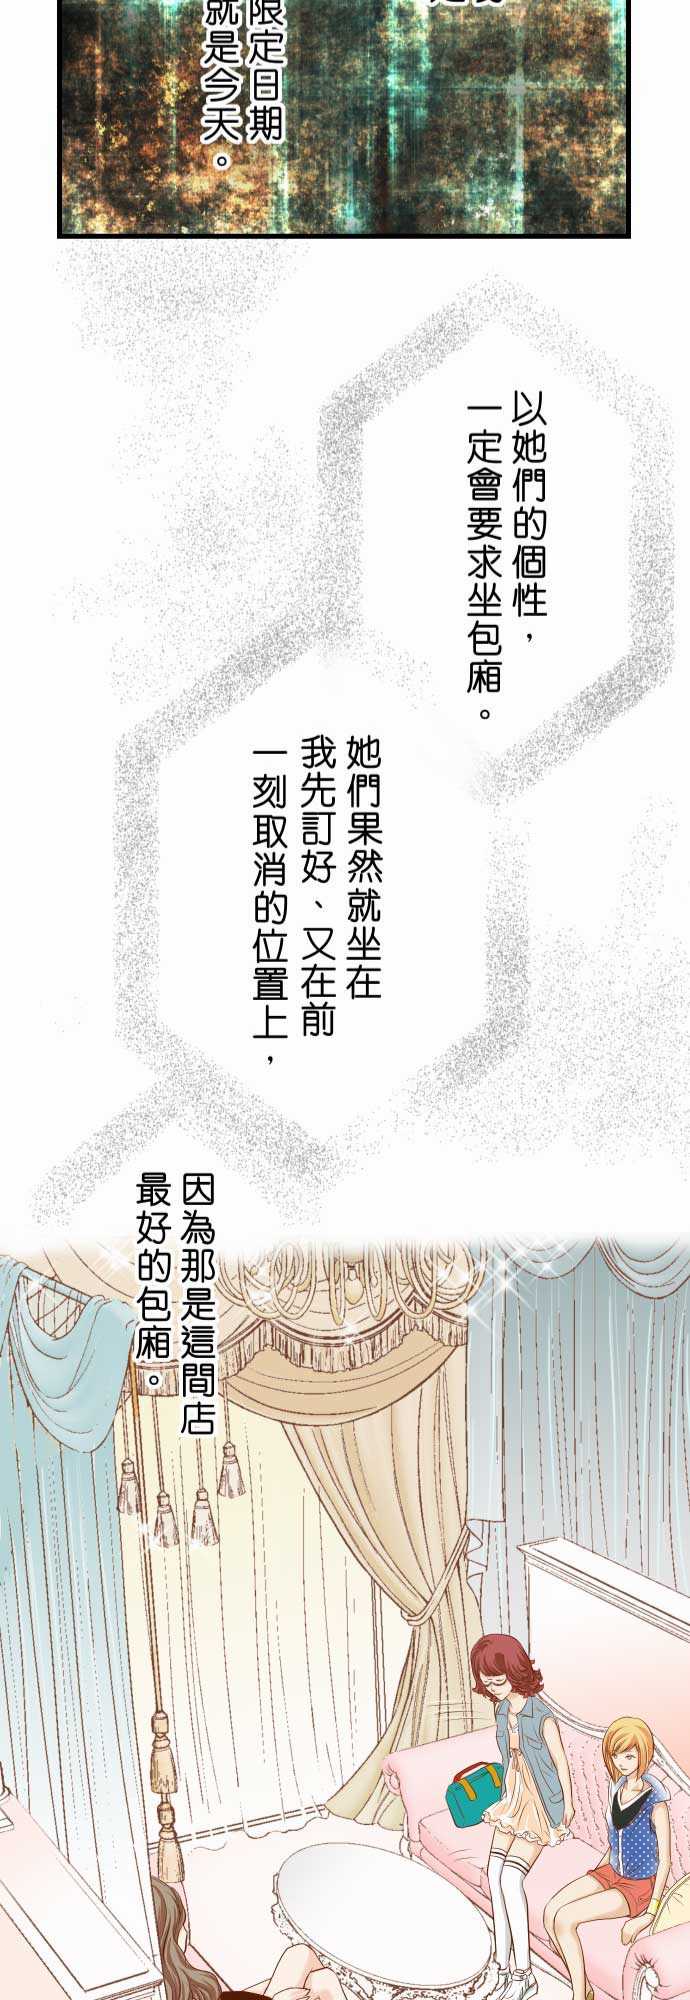 限定日期
就是今天。
以她們的個性，
一定會要求坐包廂。
她們果然就坐在
我先訂好、又在前
一刻取消的位置上，
因為那是這間店
最好的包廂。